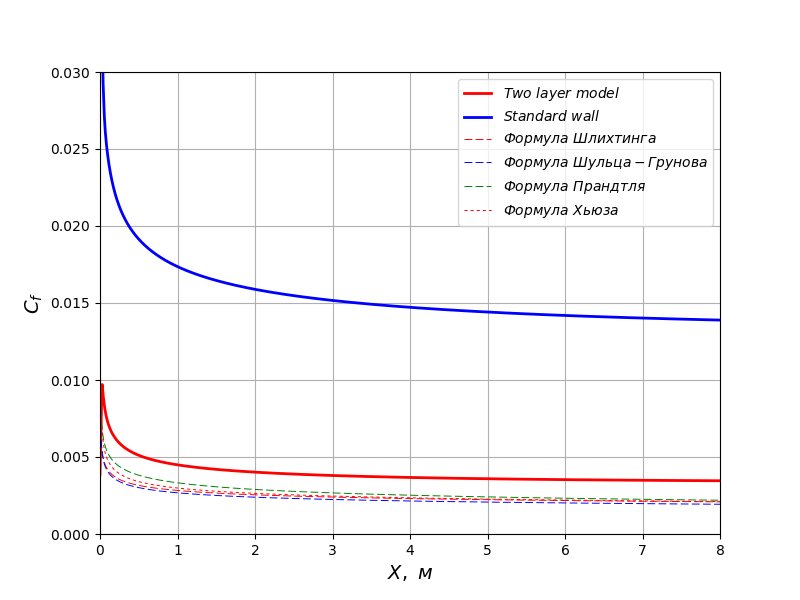 0.030
0.025
0.020
0.015
0.010
0.005
0.000
C_f
Two layer model
Standard wall
Формула Шлихтинга
Формула Шульца – Грунова
Формула Прандтля
Формула Хьюза
0 1 2 3 4 5 6 7 8
X, м